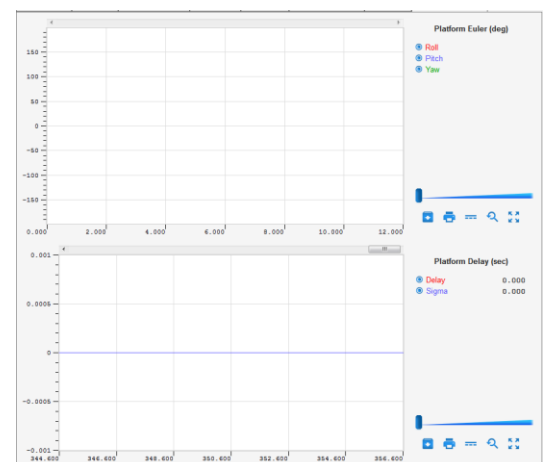 Platform Euler (deg)
Roll
Pitch
Yaw
150
100
50
0
-50
-100
-150
0.000 2.000 4.000 6.000 8.000 10.000 12.000
Platform Delay (sec)
Delay 0.000
Sigma 0.000
0.001
0.0005
0
-0.0005
-0.001
344.600 346.600 348.600 350.600 352.600 354.600 356.600